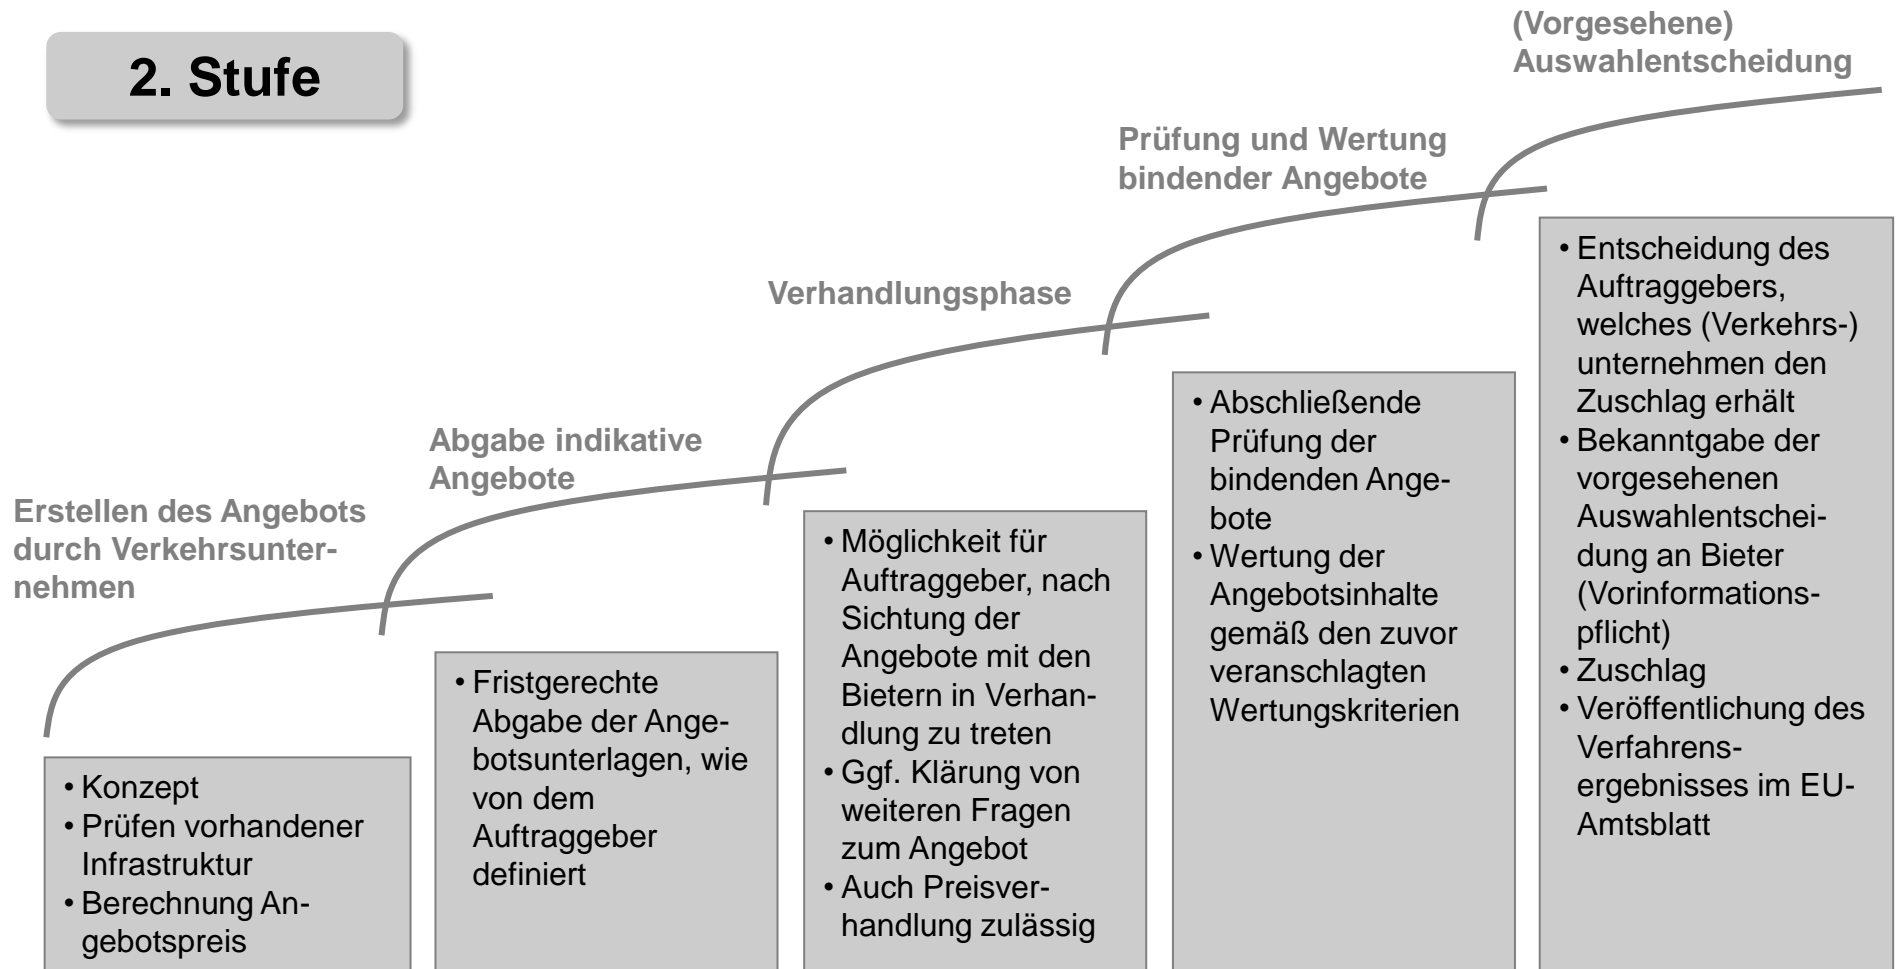 2. Stufe
Erstellen des Angebots
durch Verkehrsunter-
nehmen
• Konzept
• Prüfen vorhandener
Infrastruktur
• Berechnung An-
gebotspreis
Abgabe indikative
Angebote
• Fristgerechte
Abgabe der Ange-
botsunterlagen, wie
von dem
Auftraggeber
definiert
Verhandlungsphase
• Möglichkeit für
Auftraggeber, nach
Sichtung der
Angebote mit den
Bietern in Verhan-
dlung zu treten
• Ggf. Klärung von
weiteren Fragen
zum Angebot
• Auch Preisver-
handlung zulässig
Prüfung und Wertung
bindender Angebote
• Abschließende
Prüfung der
bindenden Ange-
bote
• Wertung der
Angebotsinhalte
gemäß den zuvor
veranschlagten
Wertungskriterien
(Vorgesehene)
Auswahlentscheidung
• Entscheidung des
Auftraggebers,
welches (Verkehrs-)
unternehmen den
Zuschlag erhält
• Bekanntgabe der
vorgesehenen
Auswahlentschei-
dung an Bieter
(Vorinformations-
pflicht)
• Zuschlag
• Veröffentlichung des
Verfahrens-
ergebnisses im EU-
Amtsblatt